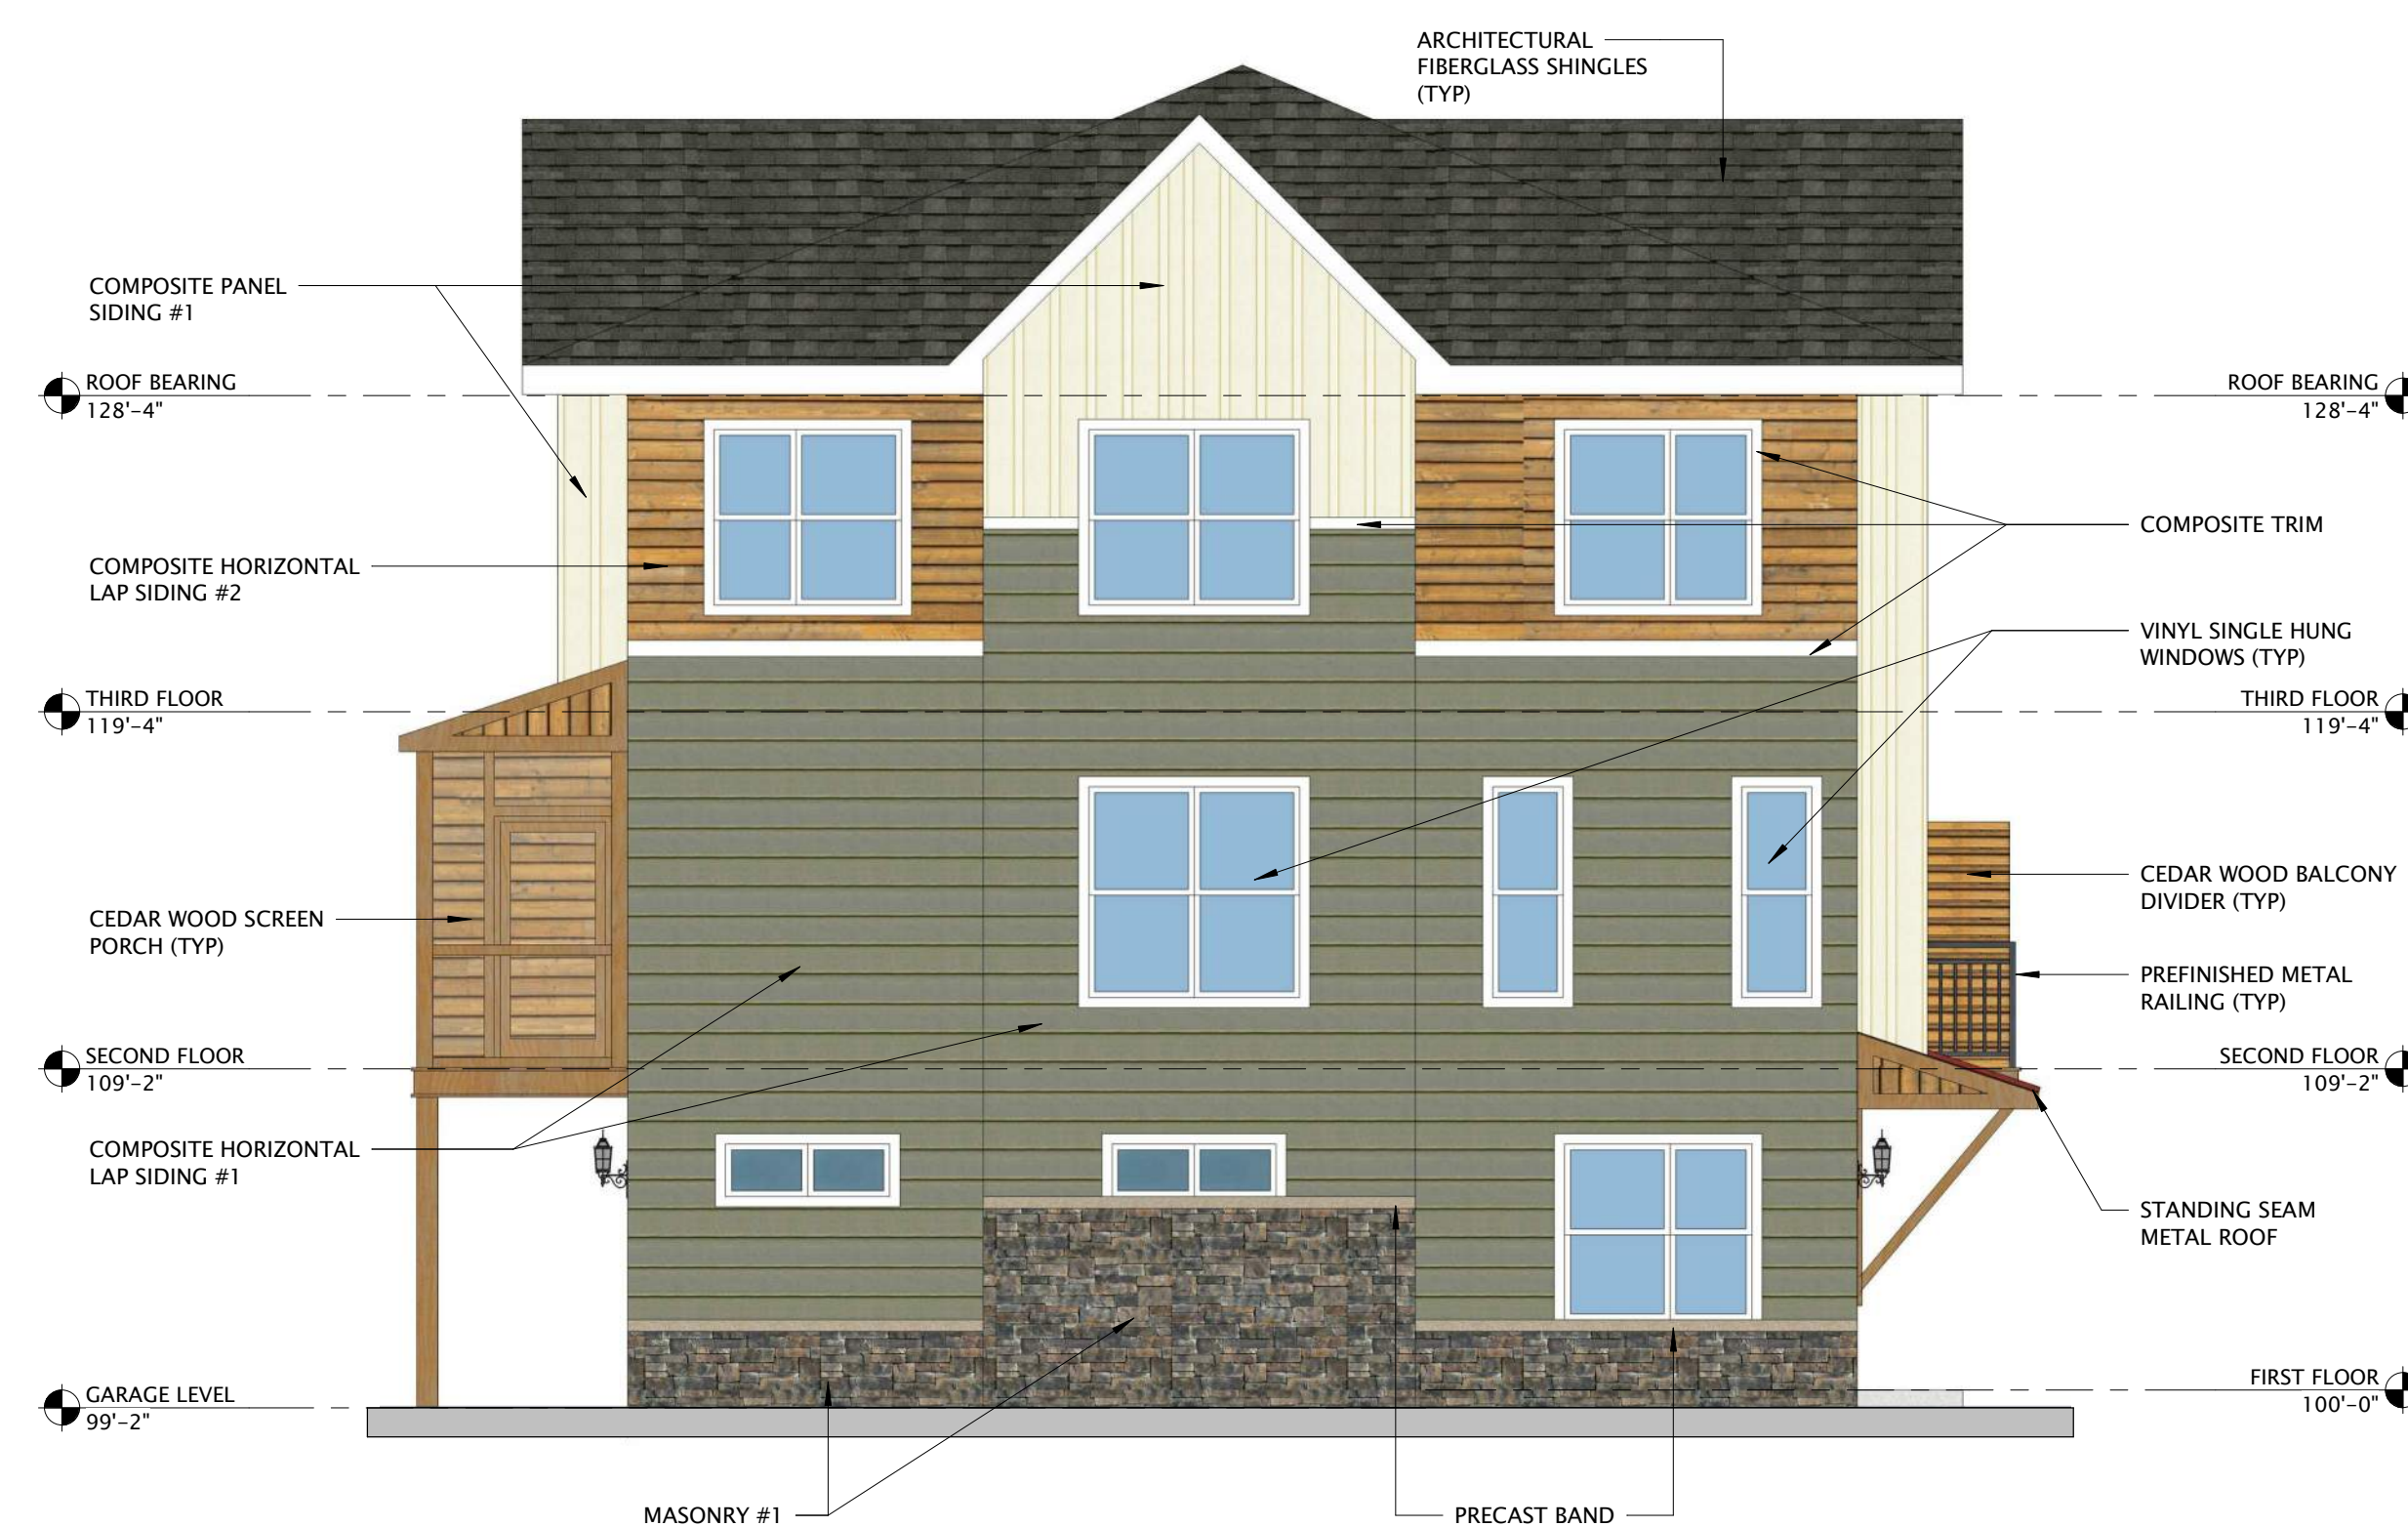 ARCHITECTURAL
FIBERGLASS SHINGLES
(TYP)
COMPOSITE PANEL
SIDING #1
ROOF BEARING
128'-4"
ROOF BEARING
128'-4"
COMPOSITE TRIM
COMPOSITE HORIZONTAL
LAP SIDING #2
VINYL SINGLE HUNG
WINDOWS (TYP)
THIRD FLOOR
119'-4"
THIRD FLOOR
119'-4"
CEDAR WOOD BALCONY
DIVIDER (TYP)
CEDAR WOOD SCREEN
PORCH (TYP)
PREFINISHED METAL
RAILING (TYP)
SECOND FLOOR
109'-2"
SECOND FLOOR
109'-2"
COMPOSITE HORIZONTAL
LAP SIDING #1
STANDING SEAM
METAL ROOF
GARAGE LEVEL
99'-2"
FIRST FLOOR
100'-0"
MASONRY #1
PRECAST BAND